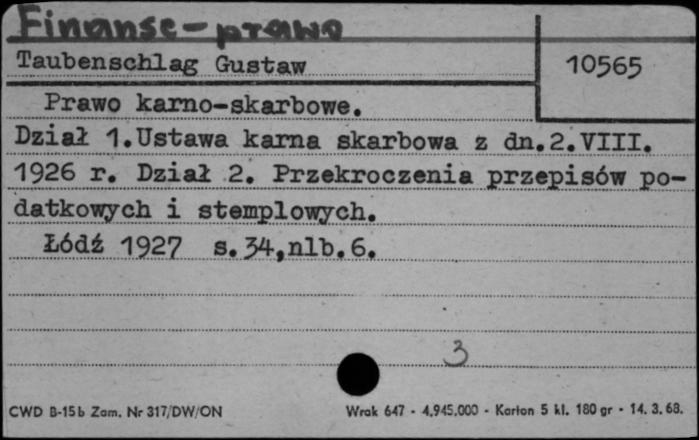 Finanse - prawo
Taubenschlag Gustaw
10565
Prawo karno-skarbowe.
Dział 1.Ustawa karna skarbowa z dn.2.VIII.
1926 r. Dział 2. Przekroczenia przepisów po-
datkowych i stemplowych.
Łódź 1927 s.34,nlb.6.
3
CWD B-15b Zam. Nr 317/DW/ON
Wrak 647 - 4.945.000 - Karton 5 kl. 180 gr - 14. 3. 68.